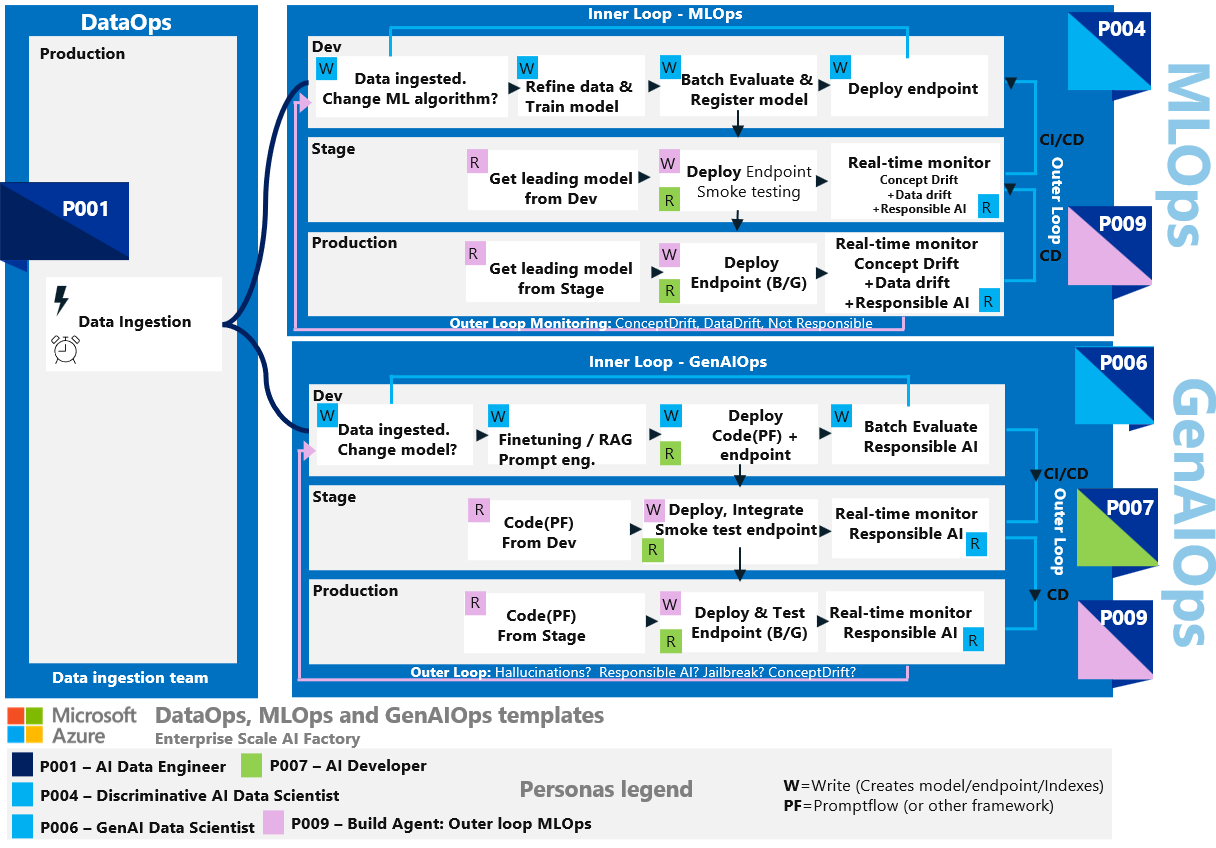 DataOps
Production
P001
Data Ingestion
Data ingestion team
Inner Loop - MLOps
Dev
W
Data ingested.
Change ML algorithm?
W
Refine data &
Train model
W
Batch Evaluate &
Register model
W
Deploy endpoint
Stage
R
Get leading model
from Dev
W
R
Deploy Endpoint
Smoke testing
Real-time monitor
Concept Drift
+Data drift
+Responsible AI
R
Production
R
Get leading model
from Stage
W
R
Deploy
Endpoint (B/G)
Real-time monitor
Concept Drift
+Data drift
+Responsible AI
R
Outer Loop Monitoring: ConceptDrift, DataDrift, Not Responsible
CI/CD
Outer Loop
CD
P004
P009
MLOps
Inner Loop - GenAIOps
Dev
W
Data ingested.
Change model?
W
Finetuning / RAG
Prompt eng.
W
R
Deploy
Code(PF) +
endpoint
W
Batch Evaluate
Responsible AI
Stage
R
Code(PF)
From Dev
W
R
Deploy, Integrate
Smoke test endpoint
Real-time monitor
Responsible AI
R
Production
R
Code(PF)
From Stage
W
R
Deploy & Test
Endpoint (B/G)
Real-time monitor
Responsible AI
R
Outer Loop: Hallucinations? Responsible AI? Jailbreak? ConceptDrift?
CI/CD
Outer Loop
CD
P006
P007
P009
GenAIOps
Microsoft
Azure
DataOps, MLOps and GenAIOps templates
Enterprise Scale AI Factory
P001 – AI Data Engineer
P007 – AI Developer
P004 – Discriminative AI Data Scientist
P006 – GenAI Data Scientist
P009 – Build Agent: Outer loop MLOps
Personas legend
W=Write (Creates model/endpoint/Indexes)
PF=Promptflow (or other framework)